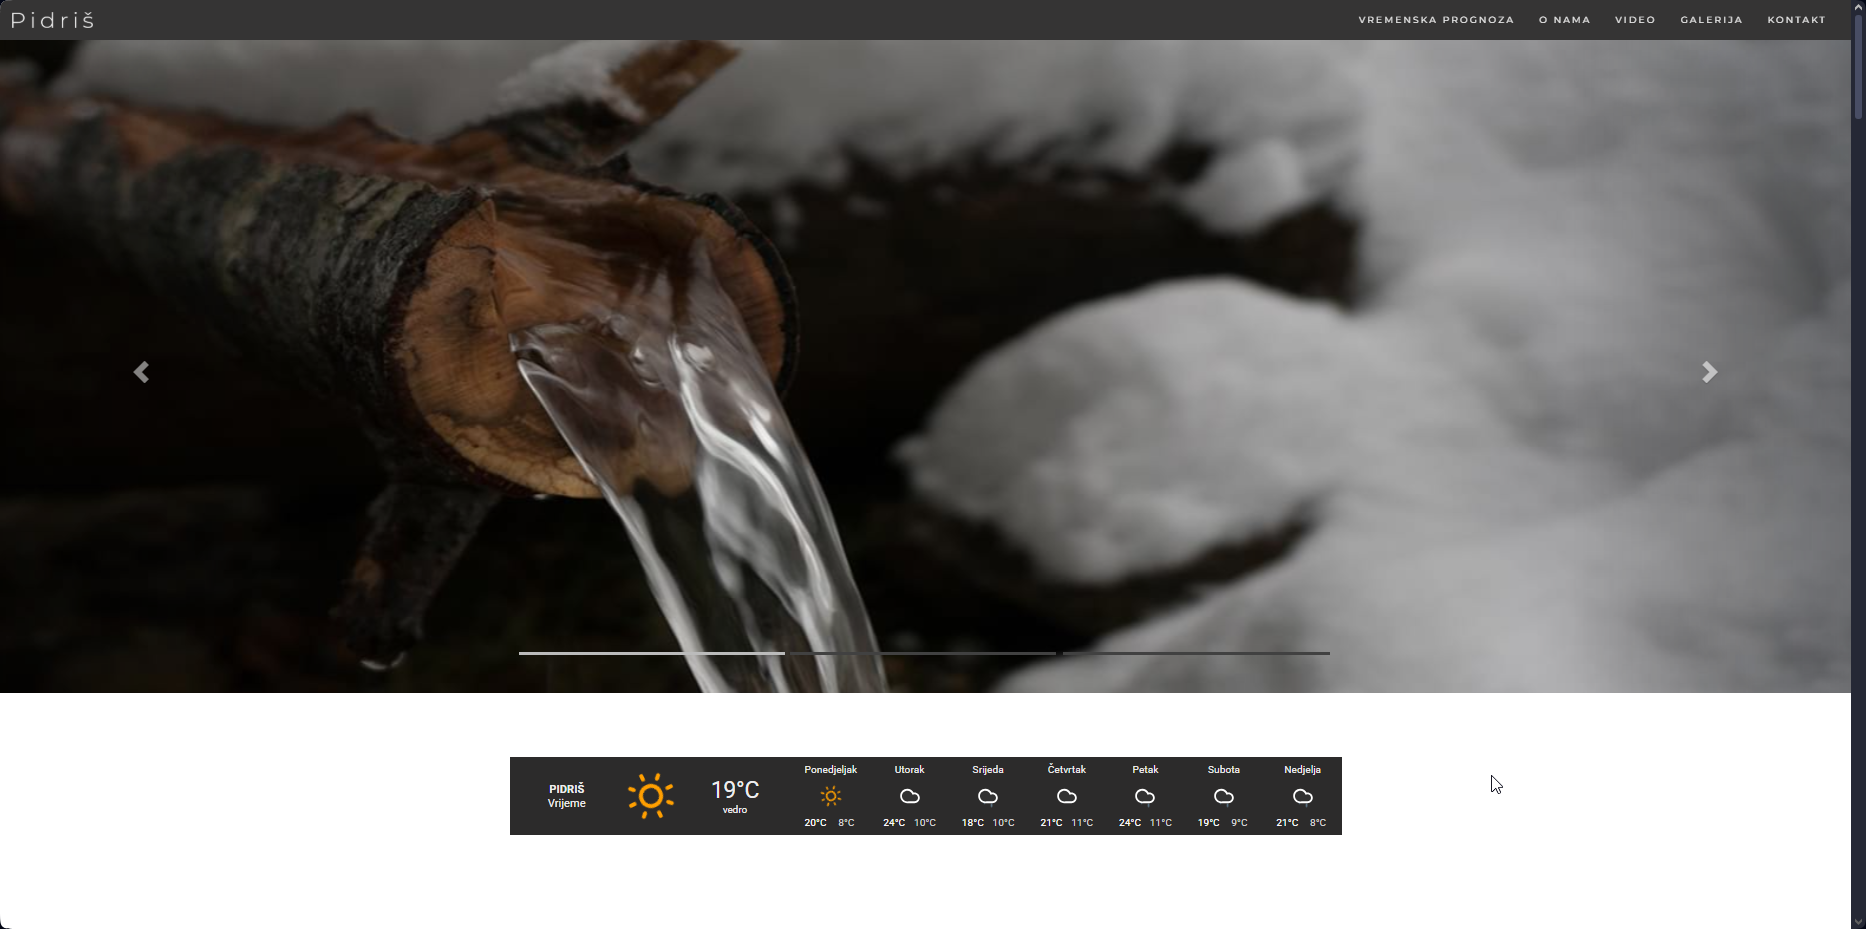 Pidriš
VREMENSKA PROGNOZA O NAMA VIDEO GALERIJA KONTAKT
PIDRIŠ
Vrijeme
19°C
vedro
Ponedjeljak Utorak Srijeda Četvrtak Petak Subota Nedjelja
20°C 8°C 24°C 10°C 18°C 10°C 21°C 11°C 24°C 11°C 19°C 9°C 21°C 8°C